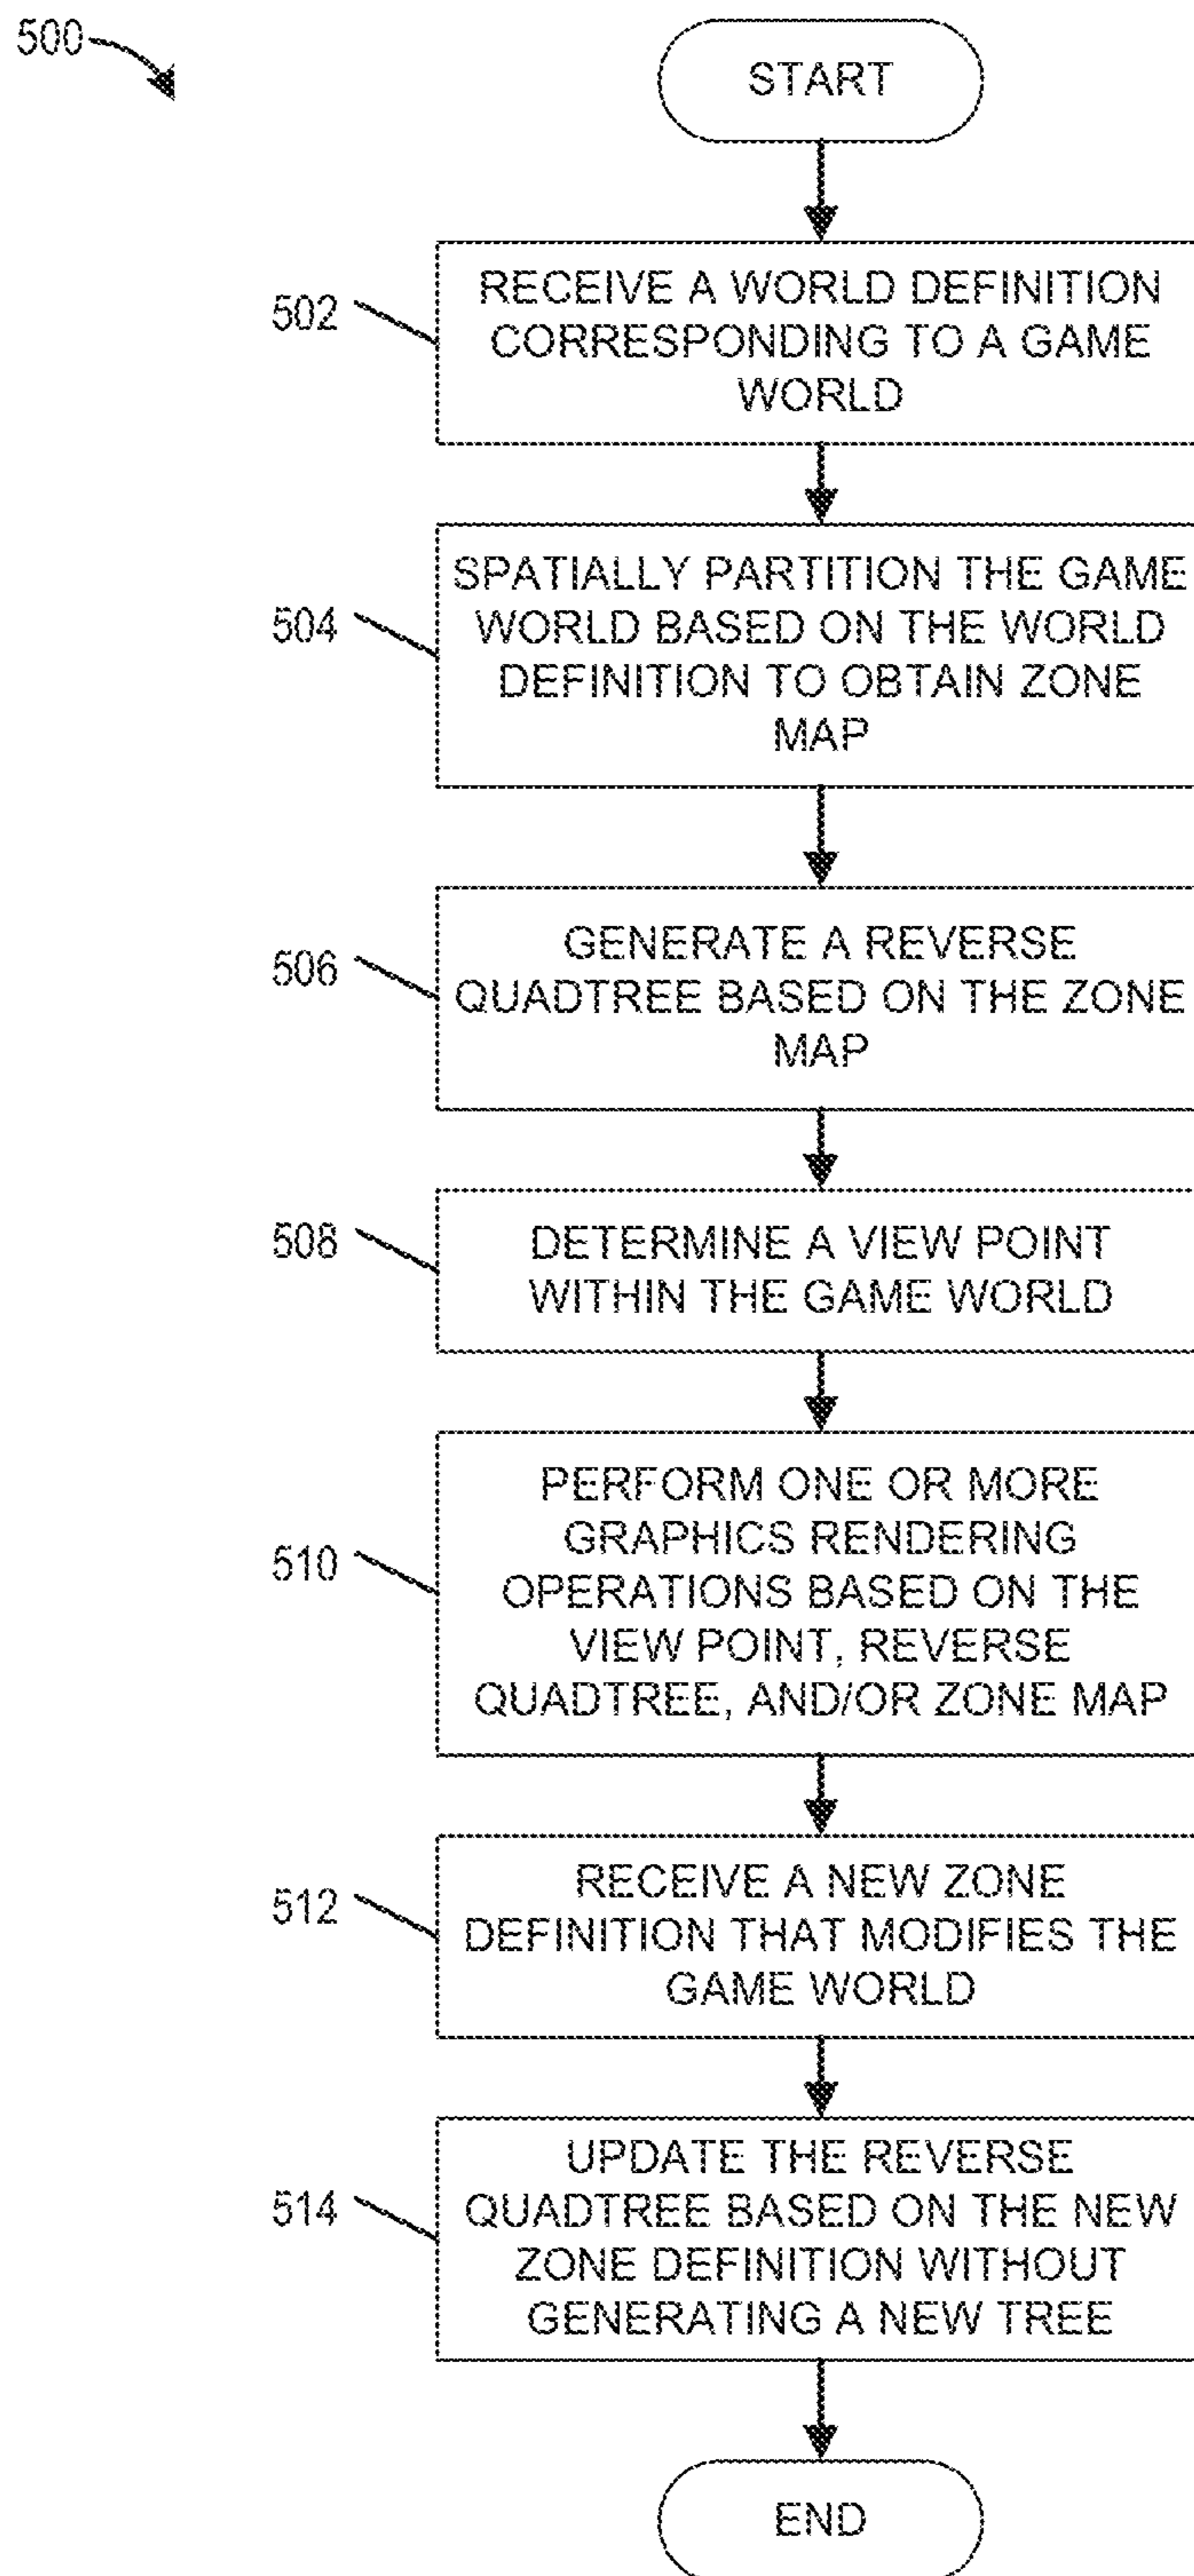 500
START
502
RECEIVE A WORLD DEFINITION
CORRESPONDING TO A GAME
WORLD
504
SPATIALLY PARTITION THE GAME
WORLD BASED ON THE WORLD
DEFINITION TO OBTAIN ZONE
MAP
506
GENERATE A REVERSE
QUADTREE BASED ON THE ZONE
MAP
508
DETERMINE A VIEW POINT
WITHIN THE GAME WORLD
510
PERFORM ONE OR MORE
GRAPHICS RENDERING
OPERATIONS BASED ON THE
VIEW POINT, REVERSE
QUADTREE, AND/OR ZONE MAP
512
RECEIVE A NEW ZONE
DEFINITION THAT MODIFIES THE
GAME WORLD
514
UPDATE THE REVERSE
QUADTREE BASED ON THE NEW
ZONE DEFINITION WITHOUT
GENERATING A NEW TREE
END